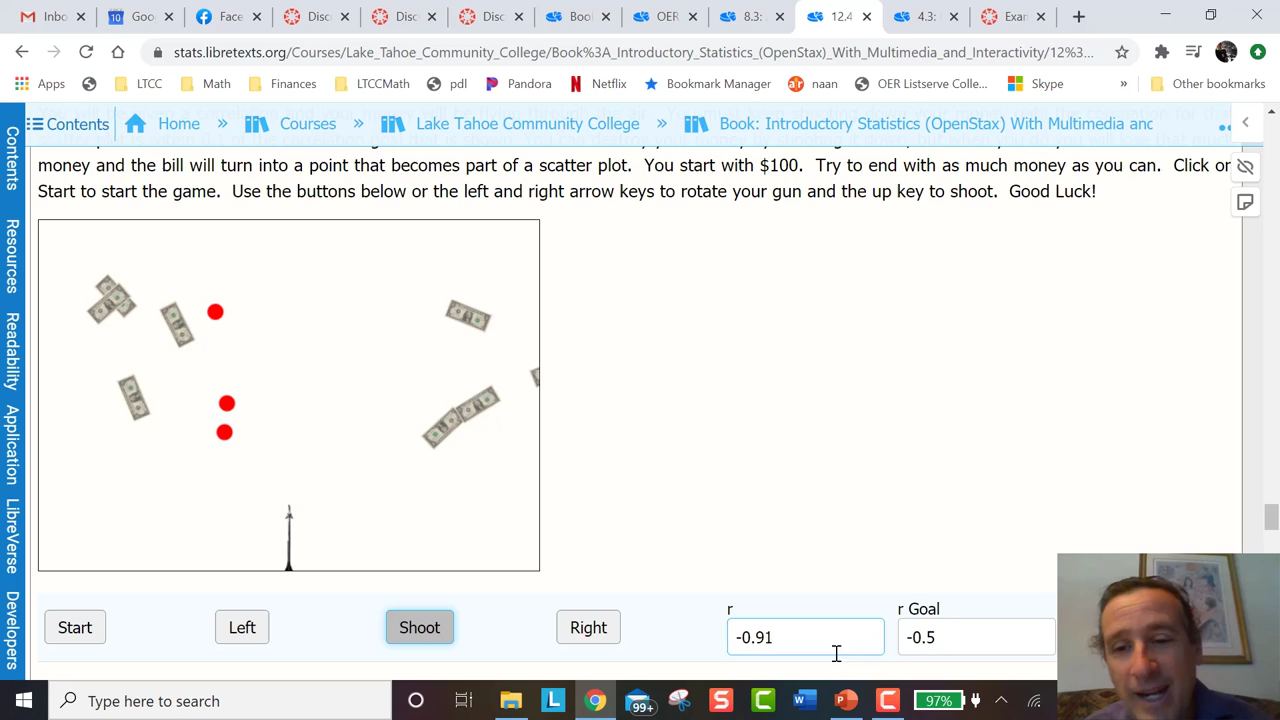 Inbo
Goo
Face
Disc
Disc
Disc
Bool
OER
8.3:
12.4
4.3:
Exan
stats.libretexts.org/Courses/Lake_Tahoe_Community_College/Book%3A_Introductory_Statistics_(OpenStax)_With_Multimedia_and_Interactivity/12%3...
Apps LTCC Math Finances LTCCMath pdl Pandora Netflix Bookmark Manager naan OER Listserve Colle... Skype » Other bookmarks
Contents Home » Courses » Lake Tahoe Community College » Book: Introductory Statistics (OpenStax) With Multimedia and
money and the bill will turn into a point that becomes part of a scatter plot. You start with $100. Try to end with as much money as you can. Click on
Start to start the game. Use the buttons below or the left and right arrow keys to rotate your gun and the up key to shoot. Good Luck!
Contents
Resources
Readability
Application
LibreVerse
Developers
r r Goal
Start Left Shoot Right -0.91 -0.5
Type here to search 99+ 97%